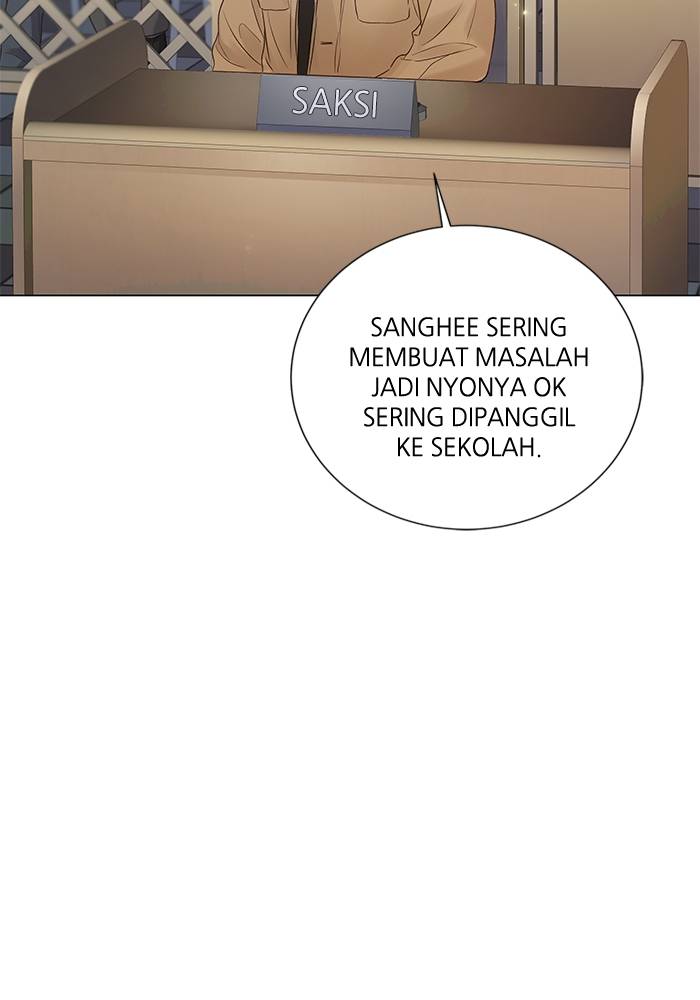 SAKSI
SANGHEE SERING
MEMBUAT MASALAH
JADI NYONYA OK
SERING DIPANGGIL
KE SEKOLAH.